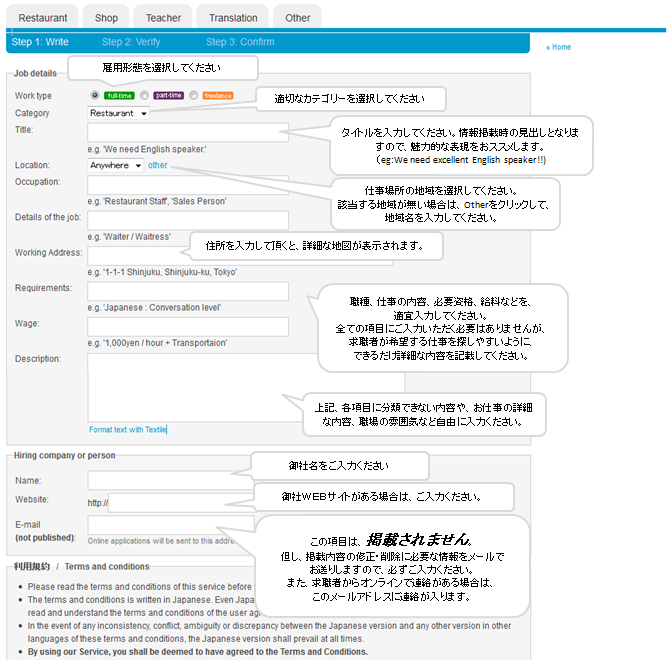 Restaurant Shop Teacher Translation Other
Step 1: Write Step 2: Verify Step 3: Confirm
« Home
Job details
雇用形態を選択してください
Work type full-time part-time freelance
適切なカテゴリーを選択してください
Category Restaurant
Title:
タイトルを入力してください。情報掲載時の見出しとなりま
すので、魅力的な表現をおススメします。
(eg:We need excellent English speaker!!)
e.g. 'We need English speaker.'
Location: Anywhere other
仕事場所の地域を選択してください。
該当する地域が無い場合は、Otherをクリックして、
地域名を入力してください。
Occupation:
e.g. 'Restaurant Staff, 'Sales Person'
Details of the job:
e.g. 'Waiter / Waitress'
住所を入力して頂くと、詳細な地図が表示されます。
Working Address:
e.g. '1-1-1 Shinjuku, Shinjuku-ku, Tokyo'
Requirements:
e.g. 'Japanese : Conversation level'
職種、仕事の内容、必要資格、給料などを、
適宜入力してください。
全ての項目にご入力いただく必要はありませんが、
求職者が希望する仕事を探しやすいように
できるだけ詳細な内容を記載してください。
Wage:
e.g. '1,000yen / hour + Transportaion'
Description:
上記、各項目に分類できない内容や、お仕事の詳細
な内容、職場の雰囲気など自由に入力ください。
Format text with Textile
Hiring company or person
御社名をご入力ください
Name:
Website: http://
御社WEBサイトがある場合は、ご入力ください。
E-mail
(not published):
Online applications will be sent to this addre
この項目は、掲載されません。
但し、掲載内容の修正・削除に必要な情報をメールで
お送りしますので、必ずご入力ください。
また、求職者からオンラインで連絡がある場合は、
このメールアドレスに連絡が入ります。
利用規約 / Terms and conditions
• Please read the terms and conditions of this service before
• The terms and conditions is written in Japanese. Even Japa
read and understand the terms and conditions of the user ag
• In the event of any inconsistency, conflict, ambiguity or discrepancy between the Japanese version and any other version in other
languages of these terms and conditions, the Japanese version shall prevail at all times.
• By using our Service, you shall be deemed to have agreed to the Terms and Conditions.